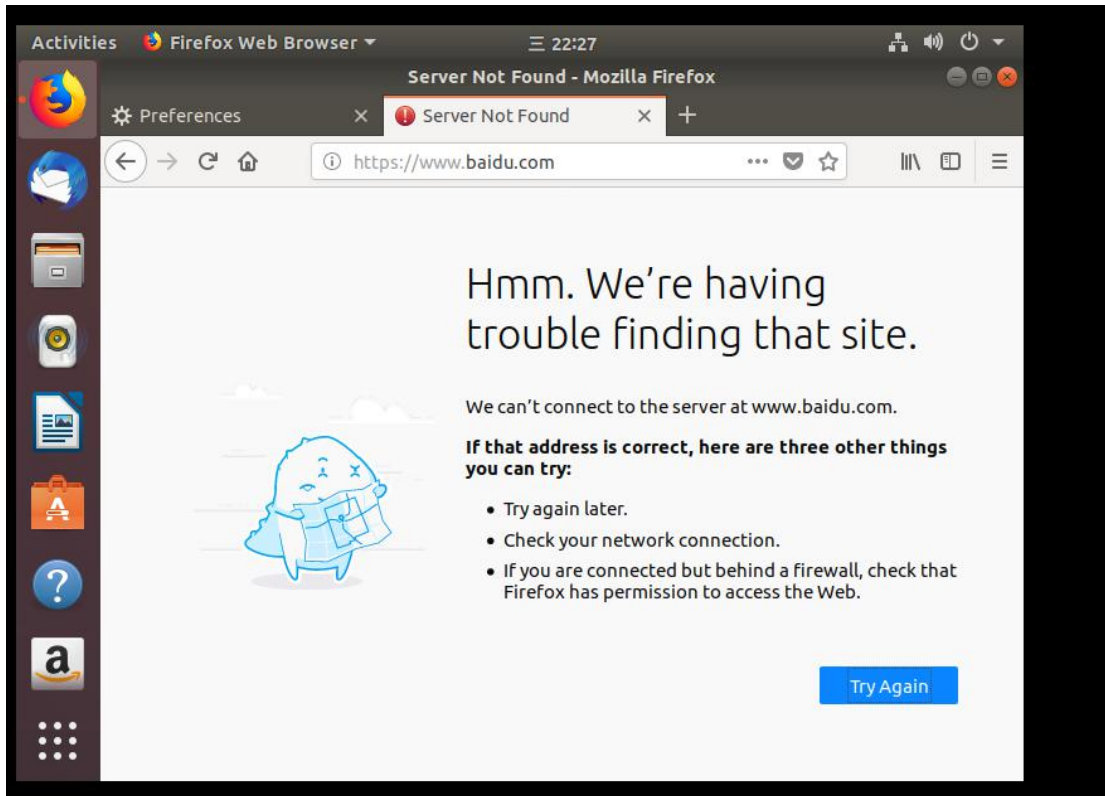 Activities Firefox Web Browser 三 22:27
Server Not Found - Mozilla Firefox
Preferences Server Not Found
https://www.baidu.com
Hmm. We’re having
trouble finding that site.
We can’t connect to the server at www.baidu.com.
If that address is correct, here are three other things
you can try:
• Try again later.
• Check your network connection.
• If you are connected but behind a firewall, check that
Firefox has permission to access the Web.
Try Again